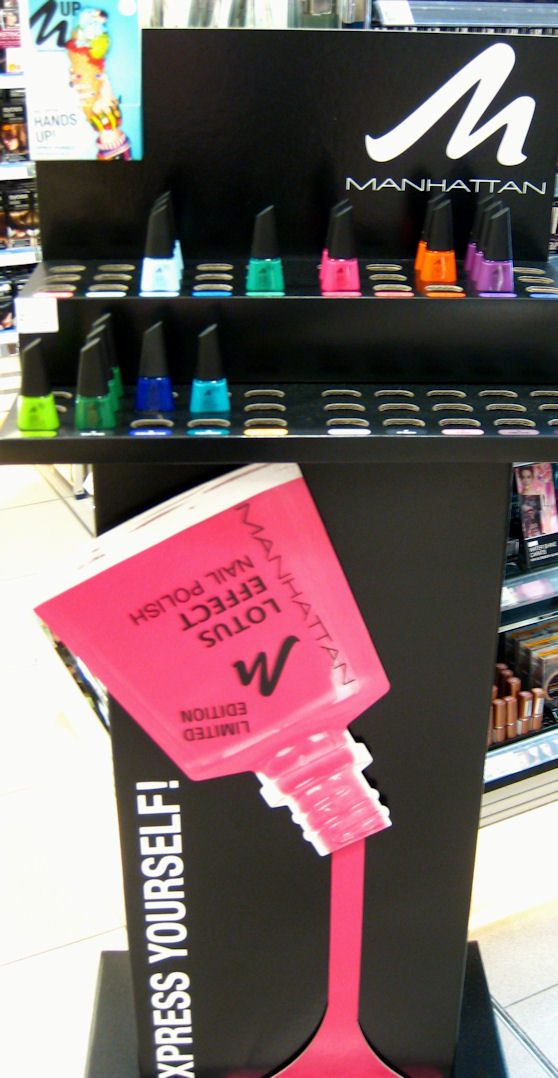 UP
HANDS
UP!
MANHATTAN
MANHATTAN
LOTUS
EFFECT
NAIL POLISH
LIMITED
EDITION
XPRESS YOURSELF!